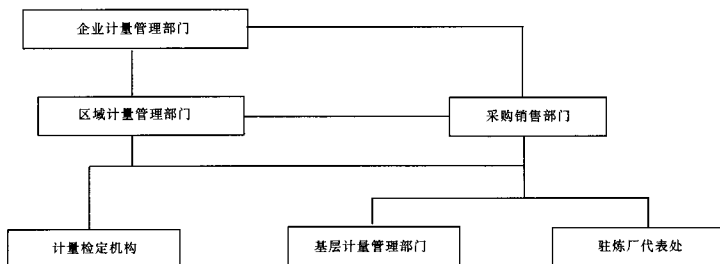 企业计量管理部门
区域计量管理部门
采购销售部门
计量检定机构
基层计量管理部门
驻炼厂代表处